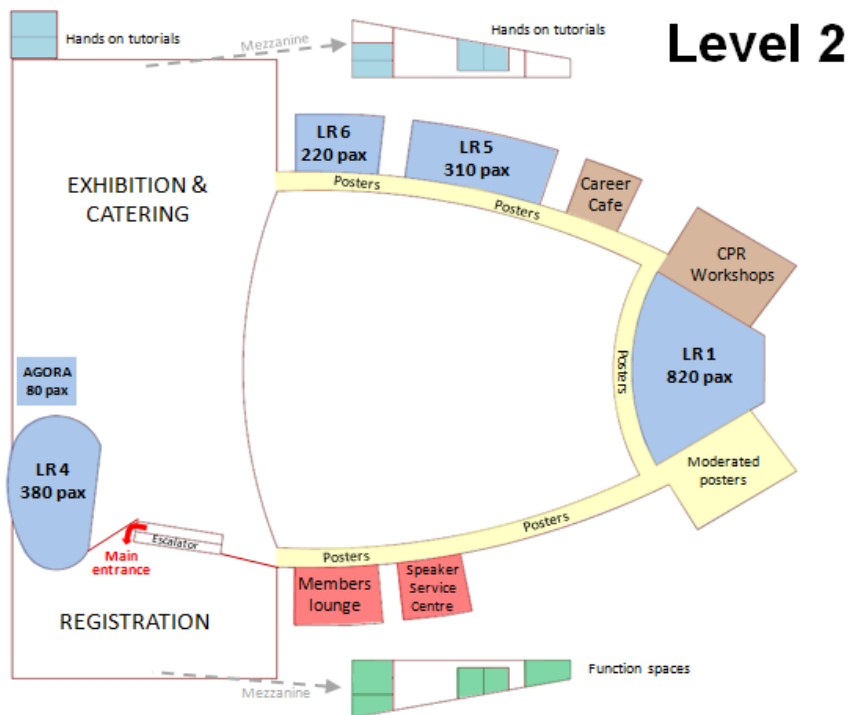 Level 2
Hands on tutorials
Mezzanine
Hands on tutorials
LR 6
220 pax
LR 5
310 pax
Posters
Posters
Career
Cafe
EXHIBITION &
CATERING
CPR
Workshops
LR 1
820 pax
Posters
AGORA
80 pax
LR 4
380 pax
Moderated
posters
Escalator
Main
entrance
Posters
Posters
Members
lounge
Speaker
Service
Centre
REGISTRATION
Mezzanine
Function spaces